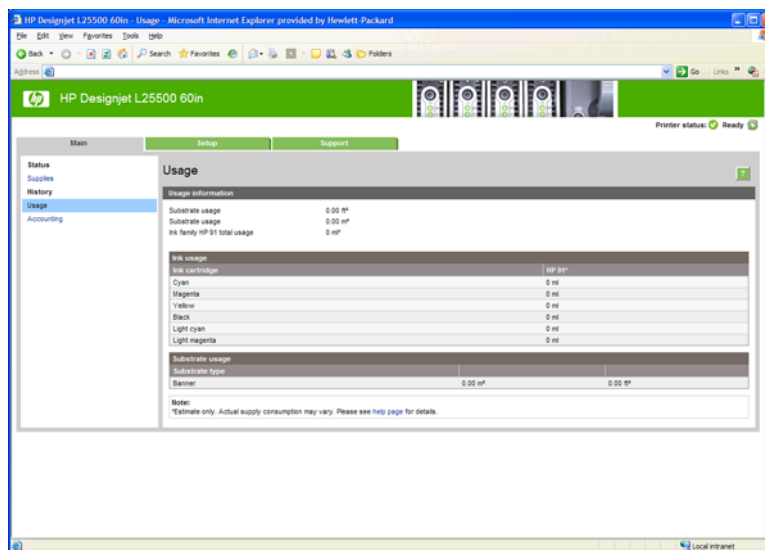 HP Designjet L25500 60in - Usage - Microsoft Internet Explorer provided by Hewlett-Packard
File Edit View Favorites Tools Help
Back Search Favorites Folders
Address Go Links »
hp HP Designjet L25500 60in
Printer status: Ready
Main Setup Support
Status
Supplies
History
Usage
Accounting
Usage
?
Usage information
Substrate usage 0.00 ft²
Substrate usage 0.00 m²
Ink family HP 91 total usage 0 ml*
Ink usage
Ink cartridge HP 91*
Cyan 0 ml
Magenta 0 ml
Yellow 0 ml
Black 0 ml
Light cyan 0 ml
Light magenta 0 ml
Substrate usage
Substrate type
Banner 0.00 m² 0.00 ft²
Note:
*Estimate only. Actual supply consumption may vary. Please see help page for details.
Local intranet